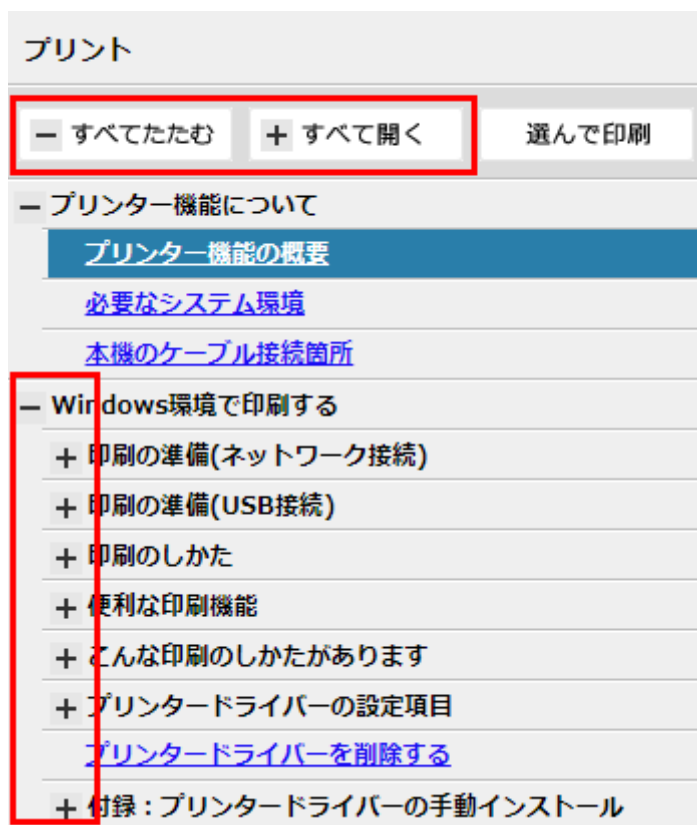 プリント
− すべてたたむ + すべて開く 選んで印刷
− プリンター機能について
プリンター機能の概要
必要なシステム環境
本機のケーブル接続箇所
− Windows環境で印刷する
+ 印刷の準備(ネットワーク接続)
+ 印刷の準備(USB接続)
+ 印刷のしかた
+ 便利な印刷機能
+ こんな印刷のしかたがあります
+ プリンタードライバーの設定項目
プリンタードライバーを削除する
+ 付録：プリンタードライバーの手動インストール